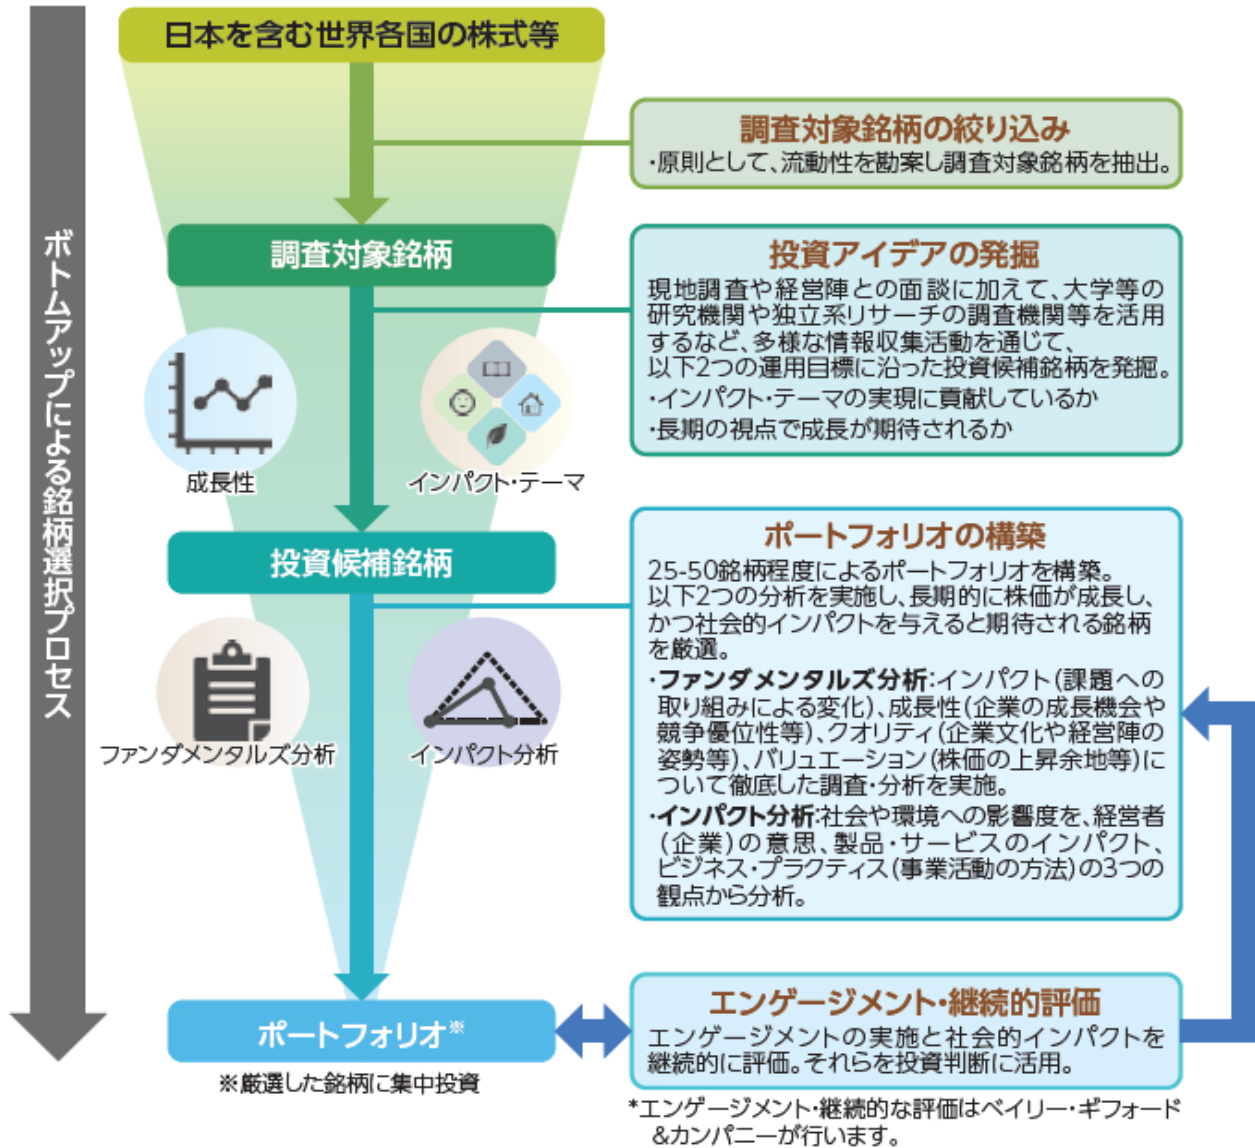 日本を含む世界各国の株式等
調査対象銘柄の絞り込み
・原則として、流動性を勘案し調査対象銘柄を抽出。
ボトムアップによる銘柄選択プロセス
調査対象銘柄
投資アイデアの発掘
現地調査や経営陣との面談に加えて、大学等の
研究機関や独立系リサーチの調査機関等を活用
するなど、多様な情報収集活動を通じて、
以下2つの運用目標に沿った投資候補銘柄を発掘。
・インパクト・テーマの実現に貢献しているか
・長期の視点で成長が期待されるか
成長性
インパクト・テーマ
投資候補銘柄
ポートフォリオの構築
25-50銘柄程度によるポートフォリオを構築。
以下2つの分析を実施し、長期的に株価が成長し、
かつ社会的インパクトを与えると期待される銘柄
を厳選。
・ファンダメンタルズ分析:インパクト(課題への
取り組みによる変化)、成長性(企業の成長機会や
競争優位性等)、クオリティ(企業文化や経営陣の
姿勢等)、バリュエーション(株価の上昇余地等)に
ついて徹底した調査・分析を実施。
・インパクト分析:社会や環境への影響度を、経営者
(企業)の意思、製品・サービスのインパクト、
ビジネス・プラクティス(事業活動の方法)の3つの
観点から分析。
ファンダメンタルズ分析
インパクト分析
ポートフォリオ※
※厳選した銘柄に集中投資
エンゲージメント・継続的評価
エンゲージメントの実施と社会的インパクトを
継続的に評価。それらを投資判断に活用。
*エンゲージメント・継続的な評価はベイリー・ギフォード
&カンパニーが行います。